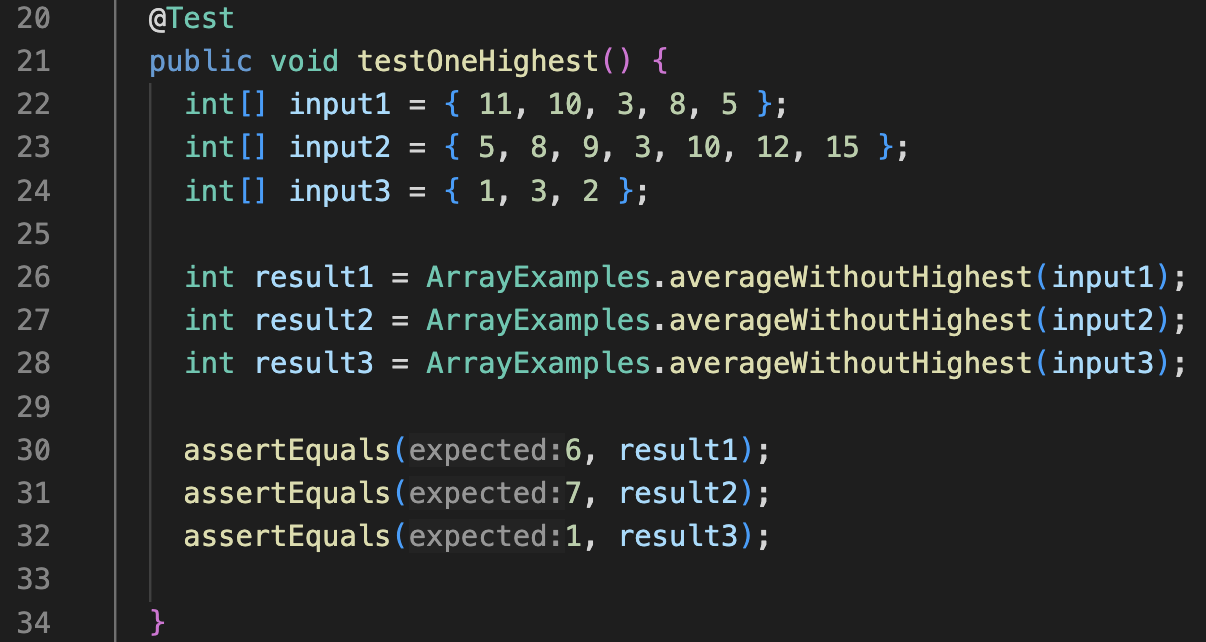 20 @Test
21 public void testOneHighest() {
22 int[] input1 = { 11, 10, 3, 8, 5 };
23 int[] input2 = { 5, 8, 9, 3, 10, 12, 15 };
24 int[] input3 = { 1, 3, 2 };
25
26 int result1 = ArrayExamples.averageWithoutHighest(input1);
27 int result2 = ArrayExamples.averageWithoutHighest(input2);
28 int result3 = ArrayExamples.averageWithoutHighest(input3);
29
30 assertEquals(expected:6, result1);
31 assertEquals(expected:7, result2);
32 assertEquals(expected:1, result3);
33
34 }